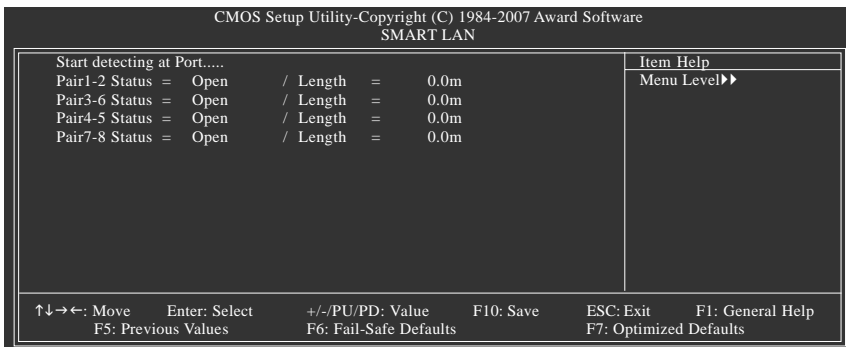 CMOS Setup Utility-Copyright (C) 1984-2007 Award Software
SMART LAN
Start detecting at Port.....
Pair1-2 Status = Open / Length = 0.0m
Pair3-6 Status = Open / Length = 0.0m
Pair4-5 Status = Open / Length = 0.0m
Pair7-8 Status = Open / Length = 0.0m
Item Help
Menu Level▶▶
↑↓→←: Move Enter: Select +/-/PU/PD: Value F10: Save ESC: Exit F1: General Help
F5: Previous Values F6: Fail-Safe Defaults F7: Optimized Defaults